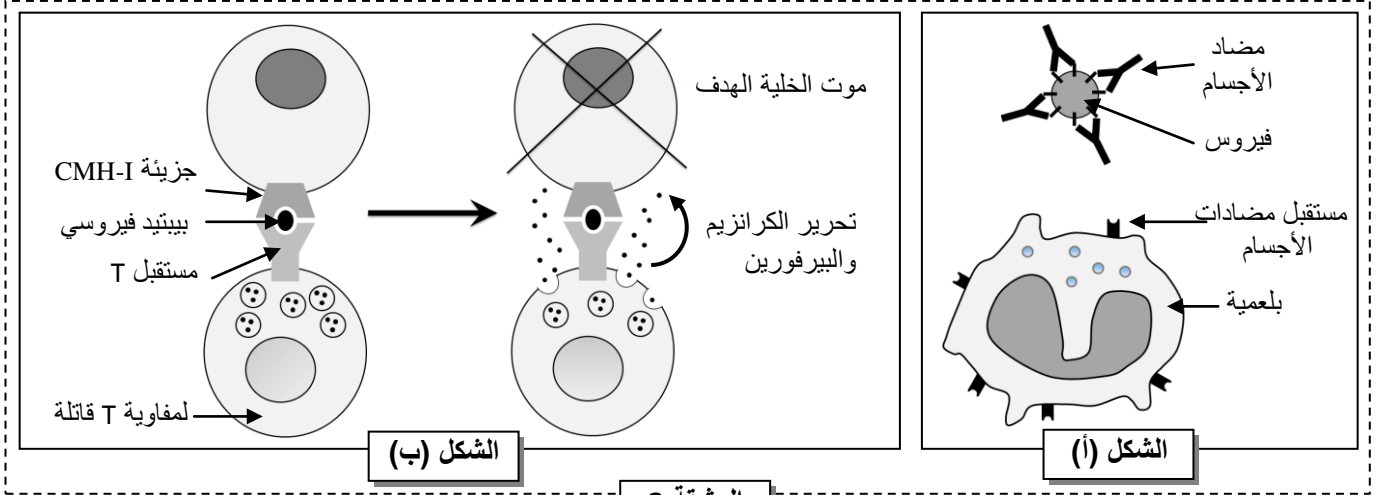 مضاد
الأجسام
فيروس
مستقبل مضادات
الأجسام
بلعمية
الشكل (أ)
موت الخلية الهدف
جزيئة CMH-I
بيبتيد فيروسي
مستقبل T
تحرير الكرانزيم
والبيرفورين
لمفاوية T قاتلة
الشكل (ب)